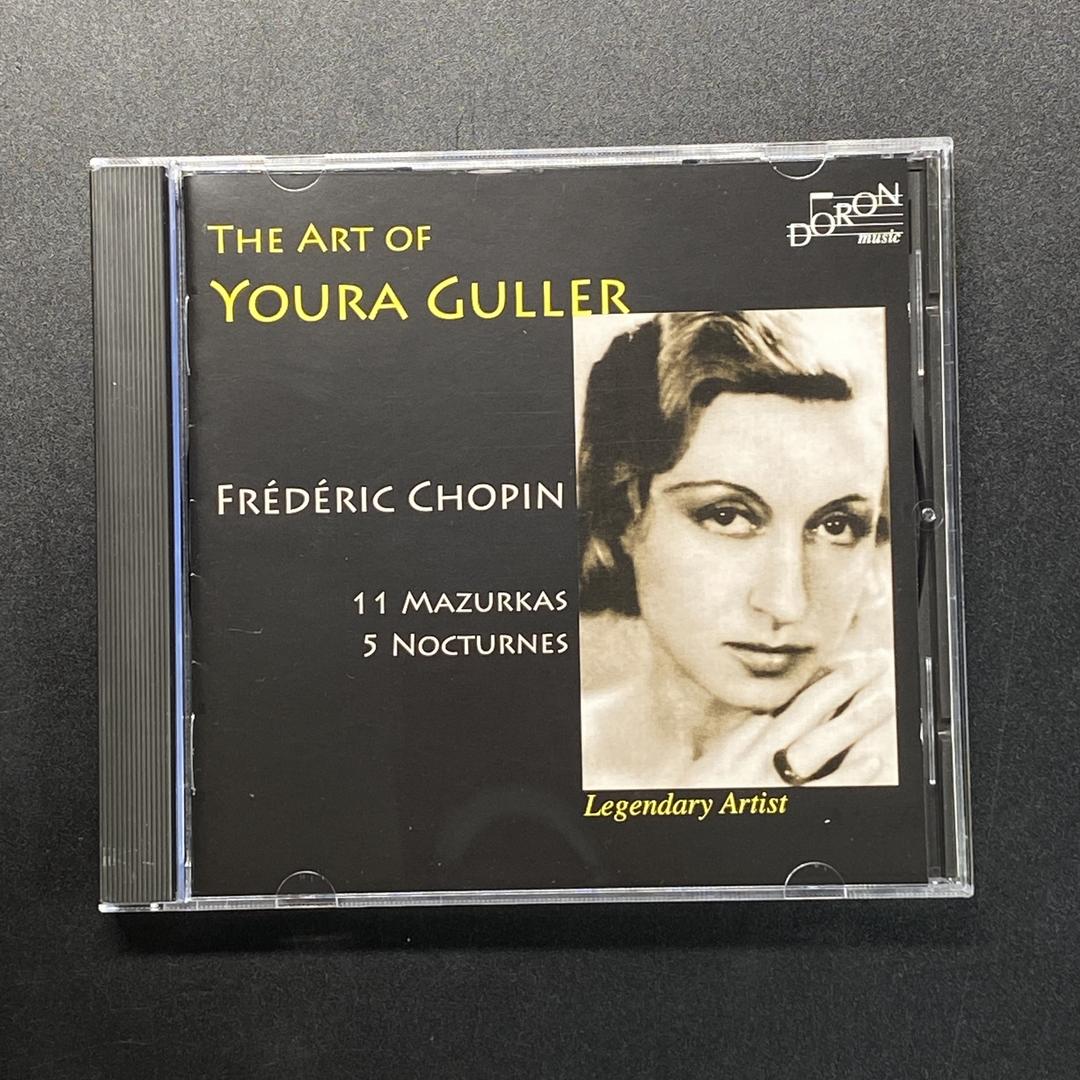 THE ART OF
YOURA GULLER
DORON
music
FRÉDÉRIC CHOPIN
11 MAZURKAS
5 NOCTURNES
Legendary Artist